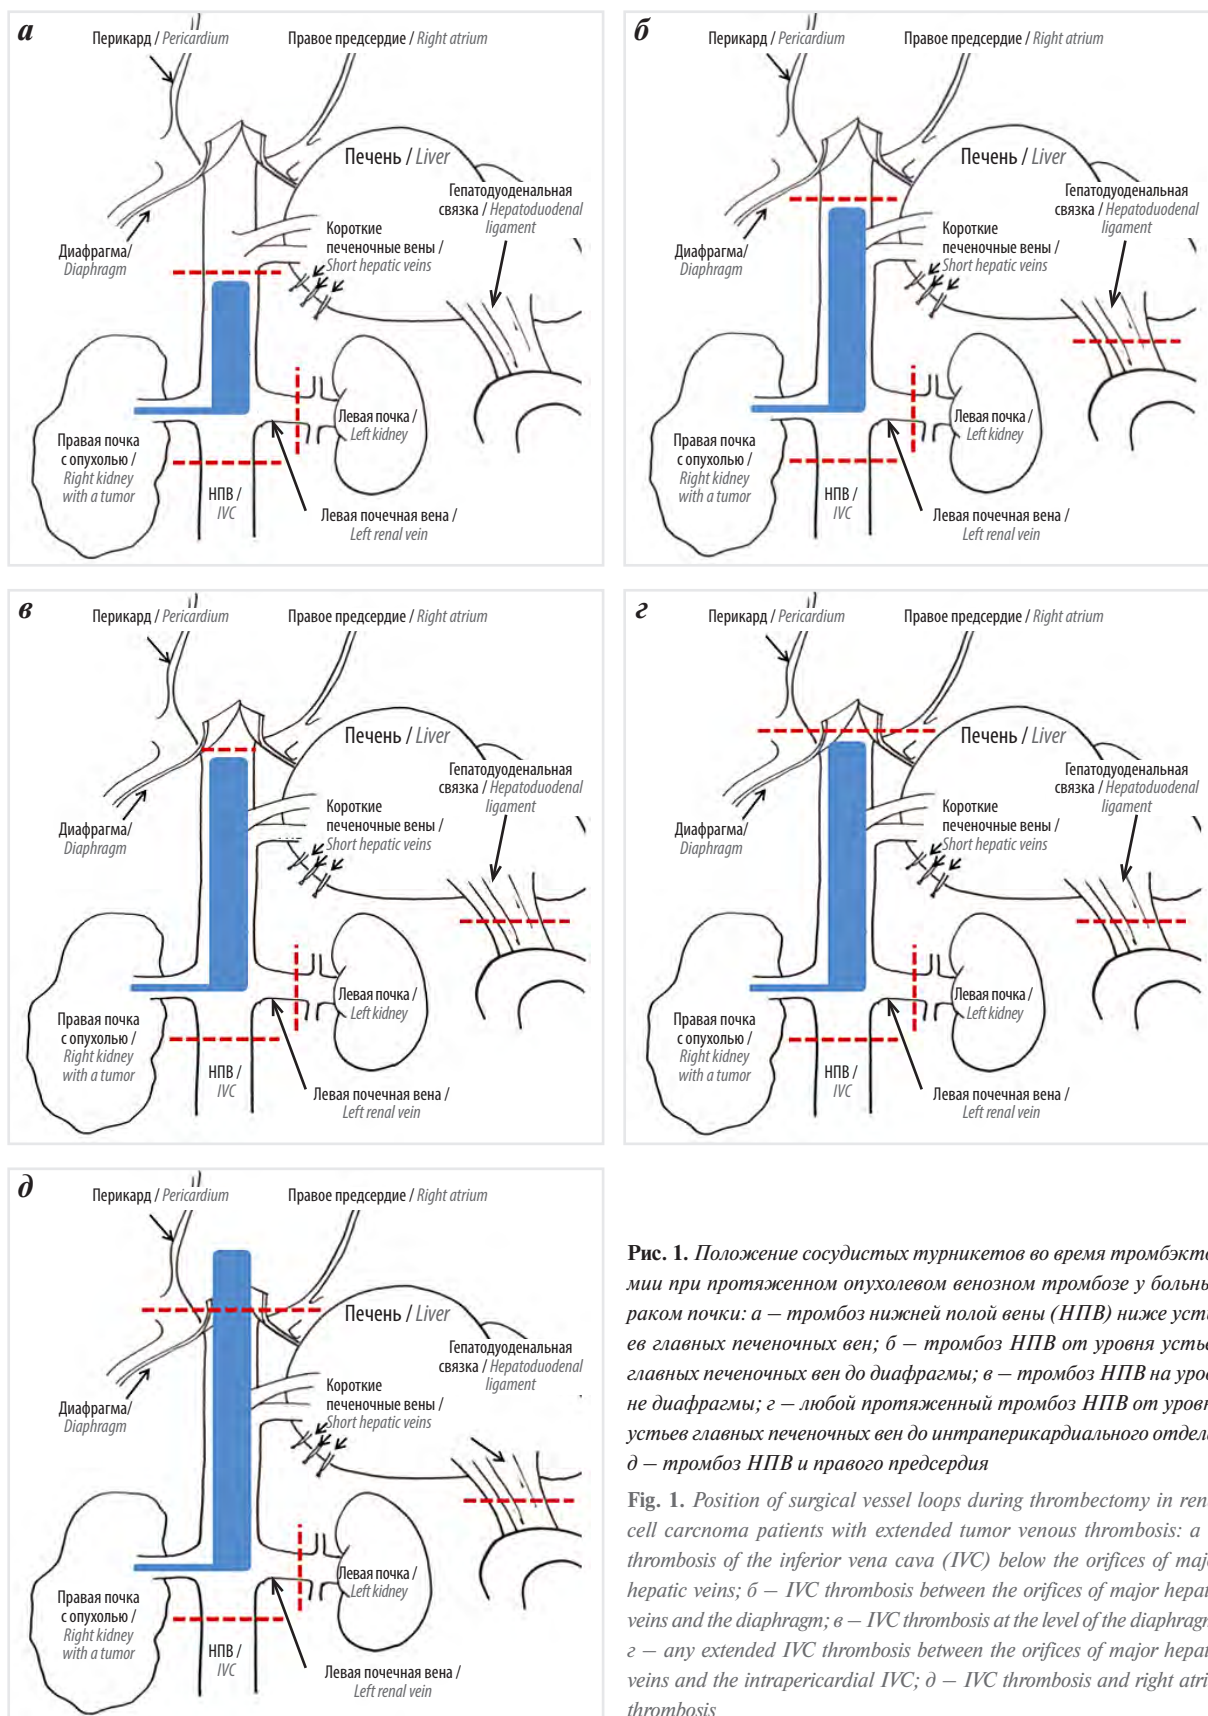 а
Перикард / Pericardium
Правое предсердие / Right atrium
Печень / Liver
Гепатодуоденальная
связка / Hepatoduodenal
ligament
Короткие
печеночные вены /
Short hepatic veins
Диафрагма/
Diaphragm
Левая почка /
Left kidney
Правая почка
с опухолью /
Right kidney
with a tumor
НПВ /
IVC
Левая почечная вена /
Left renal vein
б
Перикард / Pericardium
Правое предсердие / Right atrium
Печень / Liver
Гепатодуоденальная
связка / Hepatoduodenal
ligament
Короткие
печеночные вены /
Short hepatic veins
Диафрагма/
Diaphragm
Левая почка /
Left kidney
Правая почка
с опухолью /
Right kidney
with a tumor
НПВ /
IVC
Левая почечная вена /
Left renal vein
в
Перикард / Pericardium
Правое предсердие / Right atrium
Печень / Liver
Гепатодуоденальная
связка / Hepatoduodenal
ligament
Короткие
печеночные вены /
Short hepatic veins
Диафрагма/
Diaphragm
Левая почка /
Left kidney
Правая почка
с опухолью /
Right kidney
with a tumor
НПВ /
IVC
Левая почечная вена /
Left renal vein
г
Перикард / Pericardium
Правое предсердие / Right atrium
Печень / Liver
Гепатодуоденальная
связка / Hepatoduodenal
ligament
Короткие
печеночные вены /
Short hepatic veins
Диафрагма/
Diaphragm
Левая почка /
Left kidney
Правая почка
с опухолью /
Right kidney
with a tumor
НПВ /
IVC
Левая почечная вена /
Left renal vein
д
Перикард / Pericardium
Правое предсердие / Right atrium
Печень / Liver
Гепатодуоденальная
связка / Hepatoduodenal
ligament
Короткие
печеночные вены /
Short hepatic veins
Диафрагма/
Diaphragm
Левая почка /
Left kidney
Правая почка
с опухолью /
Right kidney
with a tumor
НПВ /
IVC
Левая почечная вена /
Left renal vein
Рис. 1. Положение сосудистых турникетов во время тромбэкто
мии при протяженном опухолевом венозном тромбозе у больны
раком почки: а – тромбоз нижней полой вены (НПВ) ниже усть
ев главных печеночных вен; б – тромбоз НПВ от уровня устье
главных печеночных вен до диафрагмы; в – тромбоз НПВ на уров
не диафрагмы; г – любой протяженный тромбоз НПВ от уровн
устьев главных печеночных вен до интраперикардиального отдел
д – тромбоз НПВ и правого предсердия
Fig. 1. Position of surgical vessel loops during thrombectomy in ren
cell carcnoma patients with extended tumor venous thrombosis: a
thrombosis of the inferior vena cava (IVC) below the orifices of maj
hepatic veins; б – IVC thrombosis between the orifices of major hepat
veins and the diaphragm; в – IVC thrombosis at the level of the diaphragn
г – any extended IVC thrombosis between the orifices of major hepat
veins and the intrapericardial IVC; д – IVC thrombosis and right atri
thrombosis